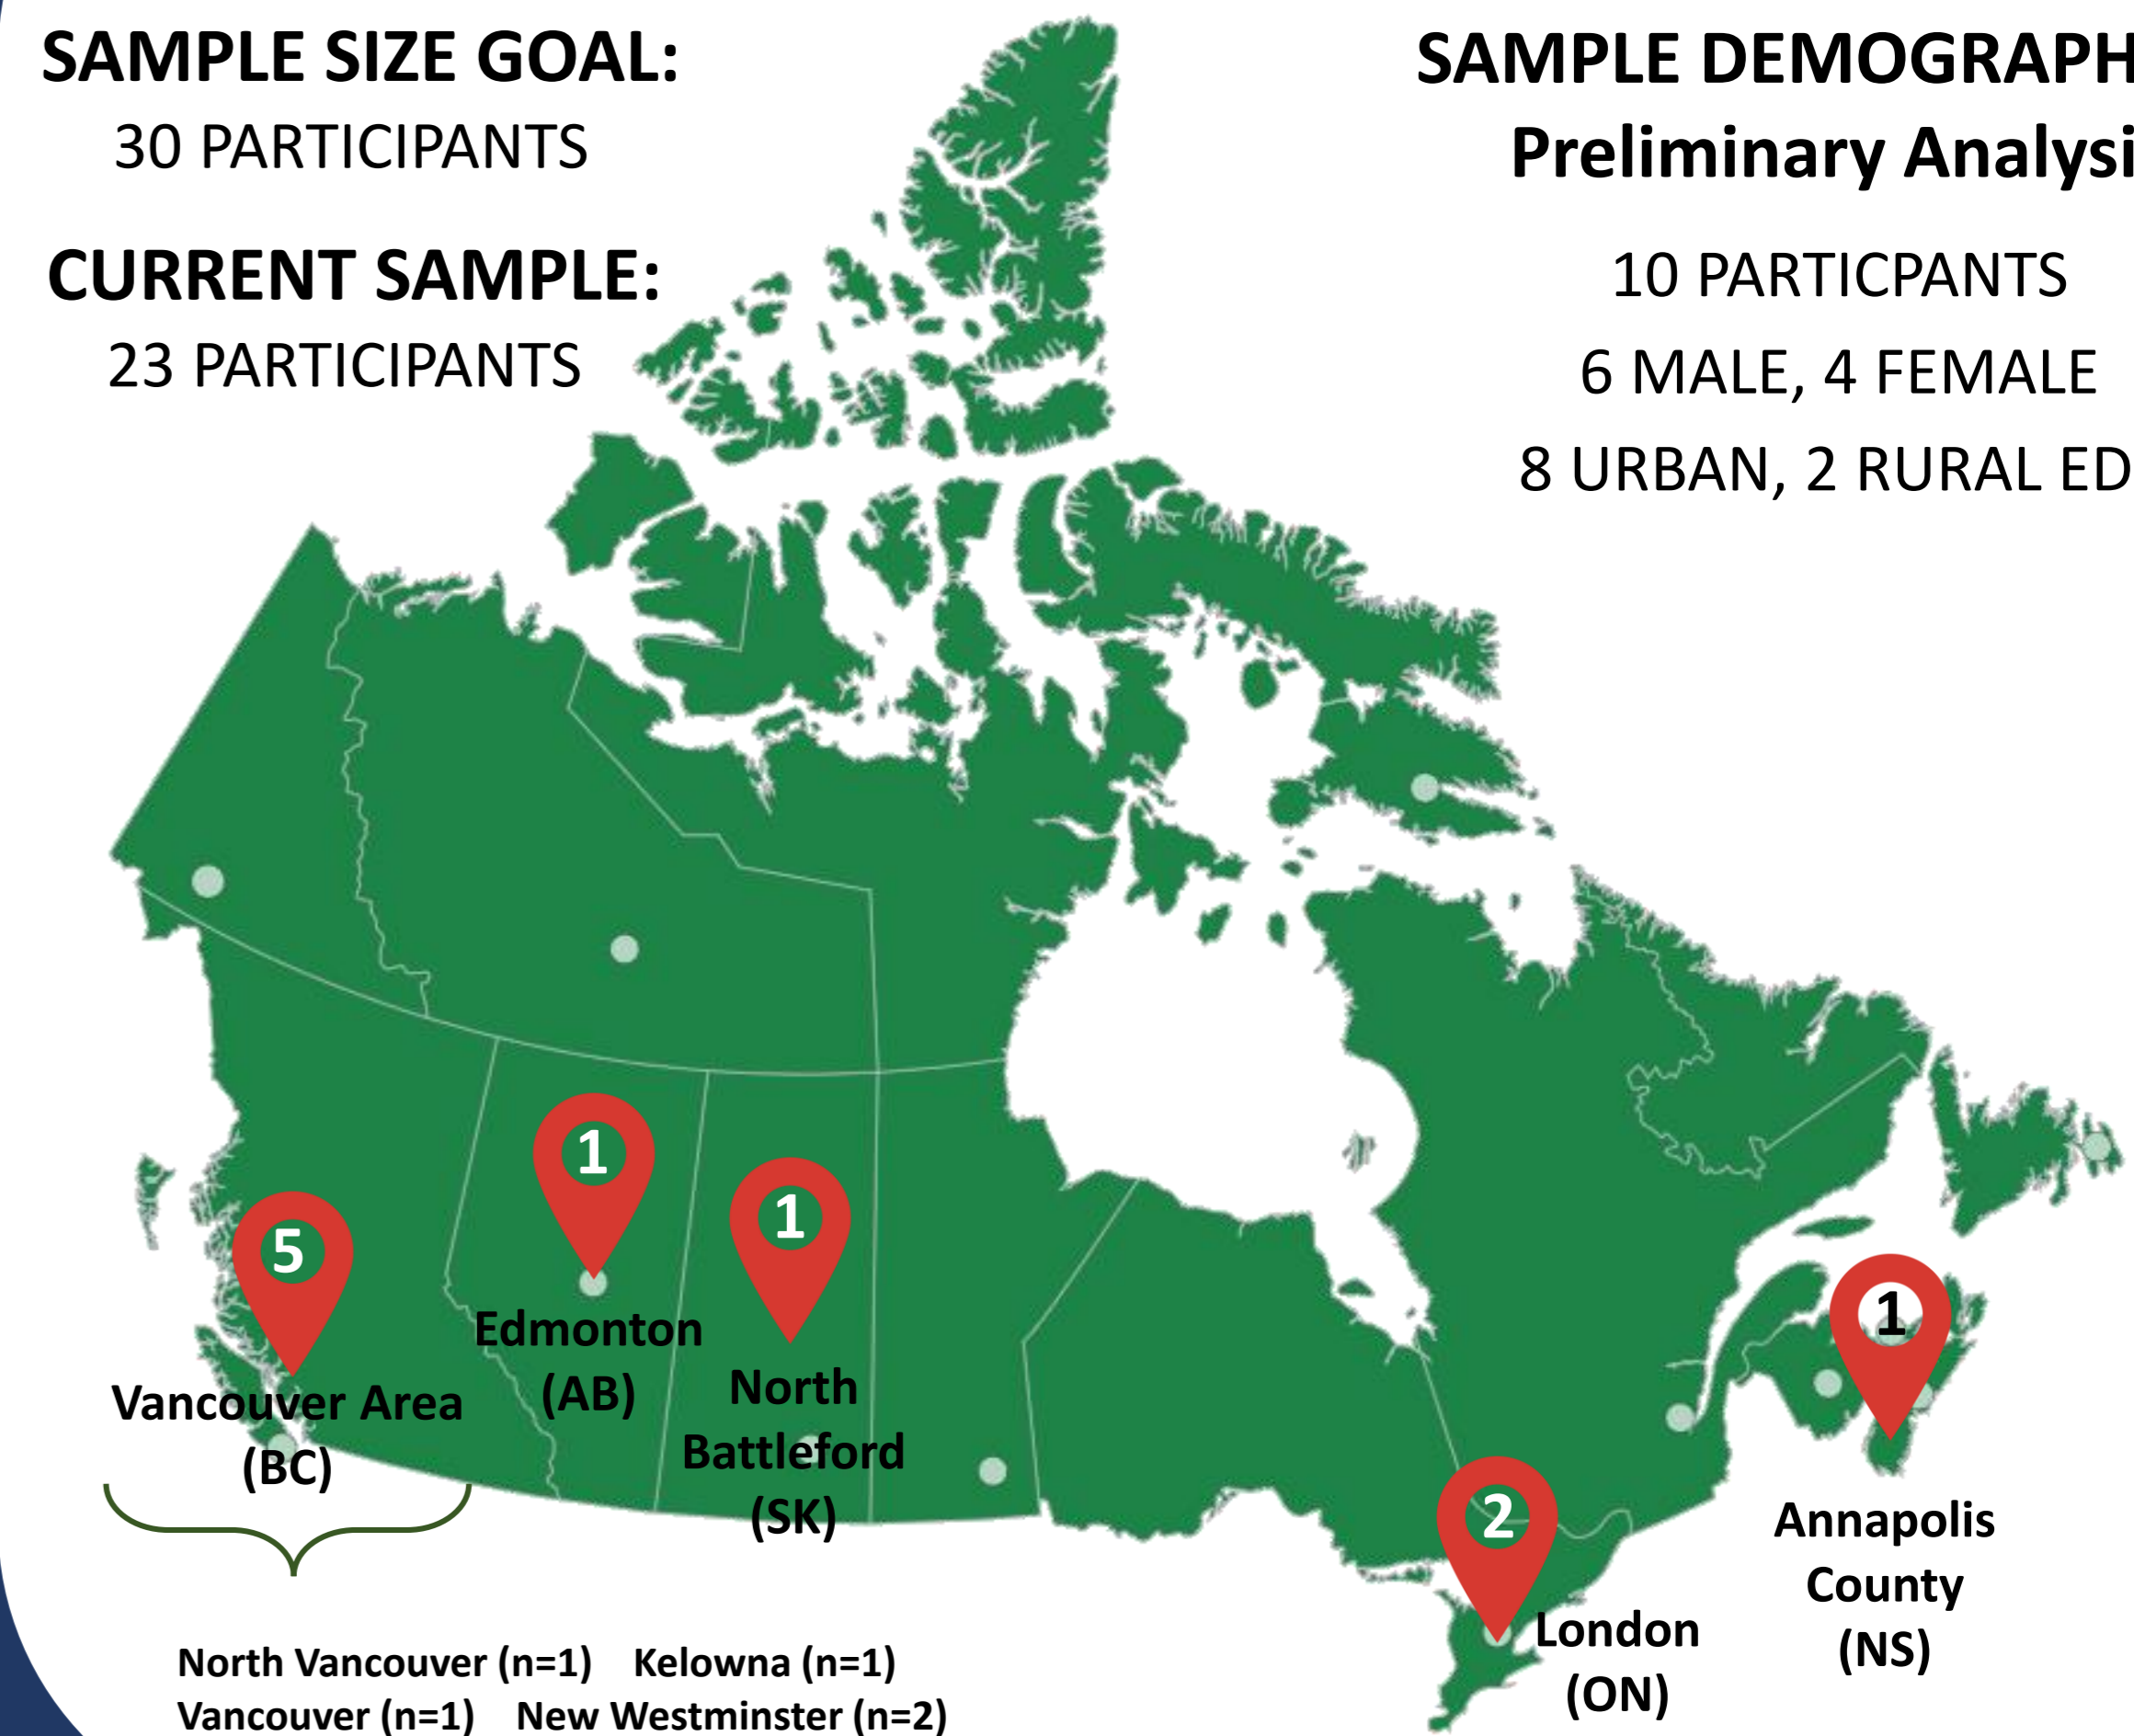 SAMPLE SIZE GOAL:
30 PARTICIPANTS
CURRENT SAMPLE:
23 PARTICIPANTS
SAMPLE DEMOGRAPH
Preliminary Analysi
10 PARTICPANTS
6 MALE, 4 FEMALE
8 URBAN, 2 RURAL ED
5
Vancouver Area
(BC)
1
Edmonton
(AB)
1
North
Battleford
(SK)
2
London
(ON)
1
Annapolis
County
(NS)
North Vancouver (n=1) Kelowna (n=1)
Vancouver (n=1) New Westminster (n=2)